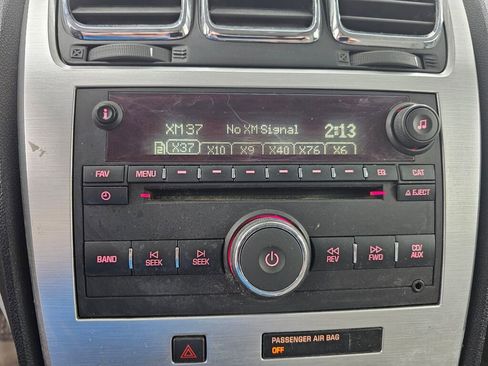 XM37 No XM Signal 2:13
2 X37 X10 X9 X40 X76 X6
FAV MENU EQ CAT
EJECT
BAND SEEK SEEK REV FWD CD/AUX
PASSENGER AIR BAG
OFF